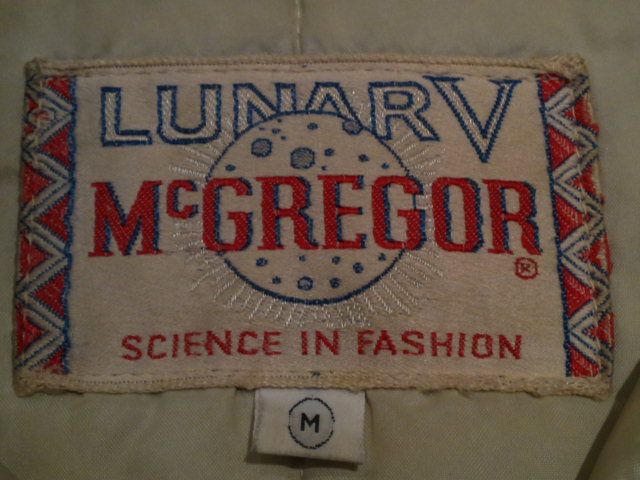 LUNAR V
McGREGOR
®
SCIENCE IN FASHION
M